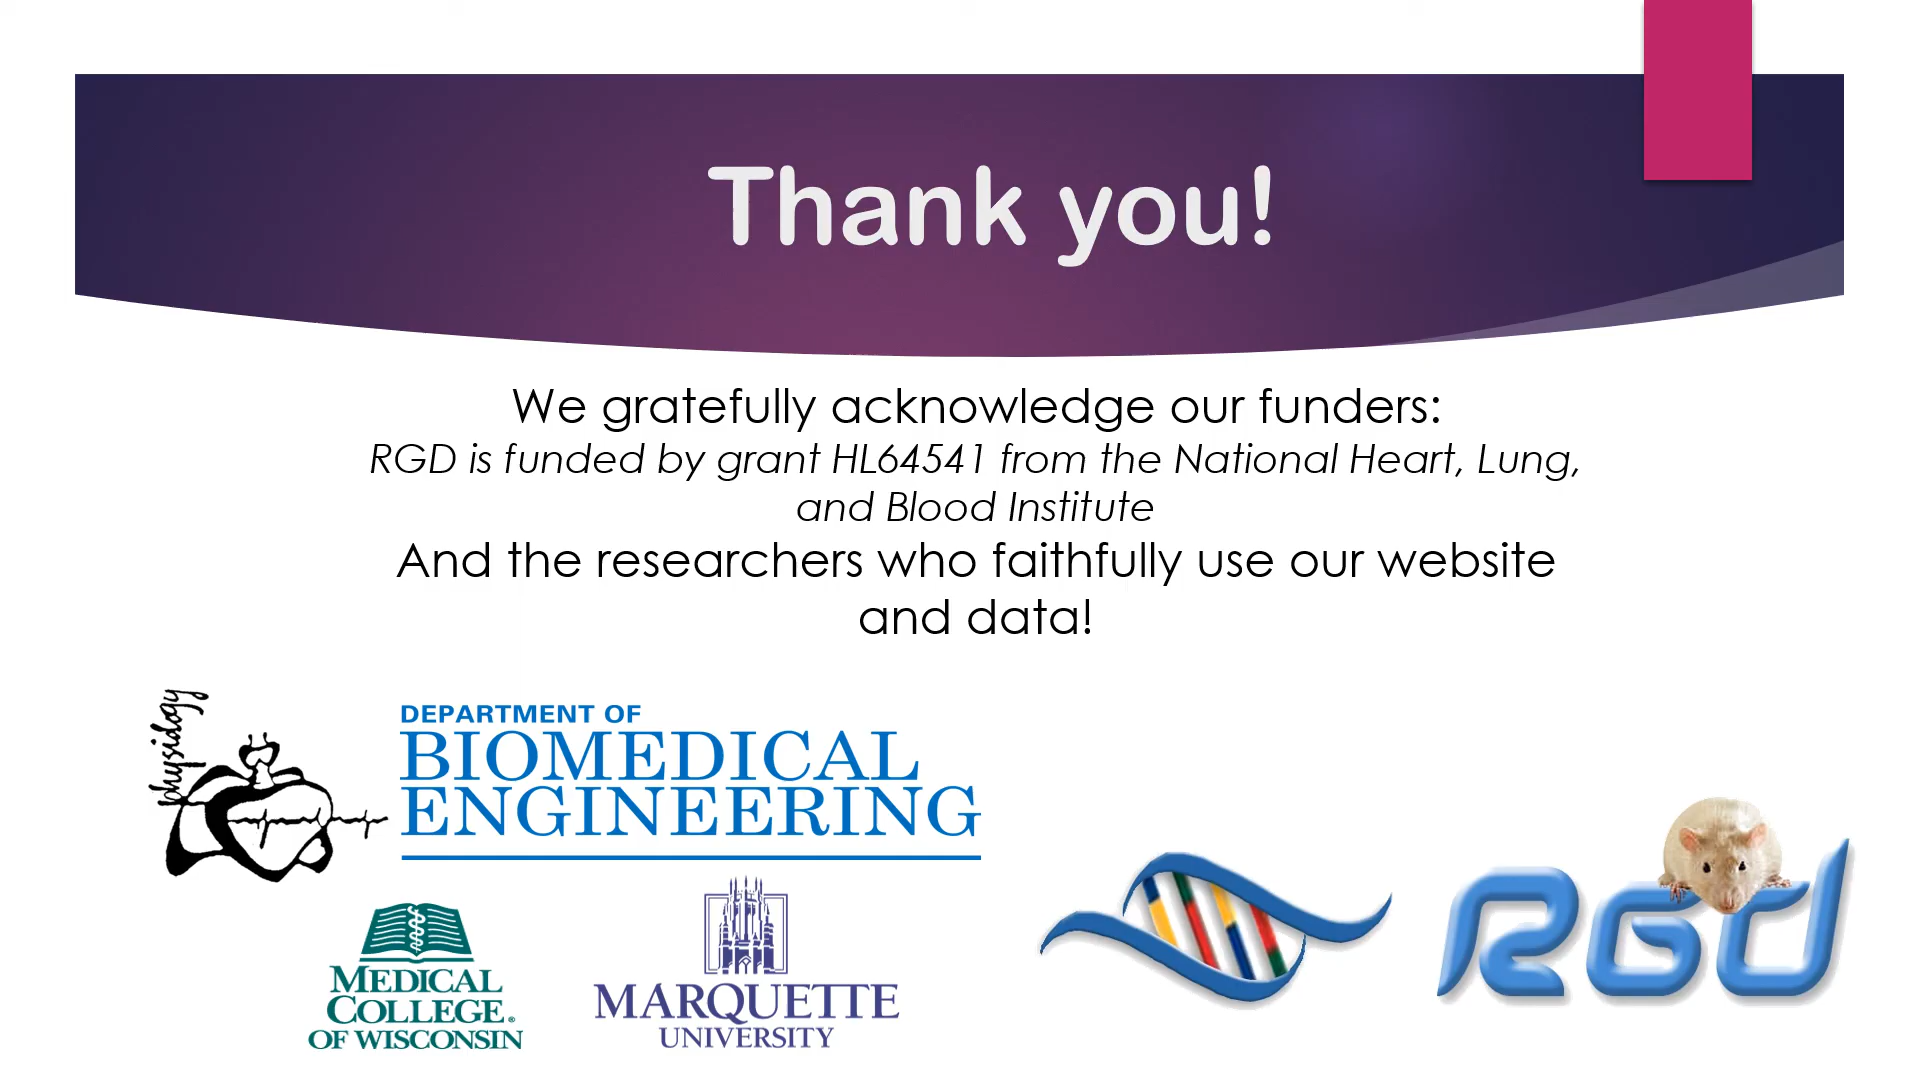 Thank you!
We gratefully acknowledge our funders:
RGD is funded by grant HL64541 from the National Heart, Lung,
and Blood Institute
And the researchers who faithfully use our website
and data!
physiology
DEPARTMENT OF
BIOMEDICAL
ENGINEERING
MEDICAL
COLLEGE®
OF WISCONSIN
MARQUETTE
UNIVERSITY
RGD